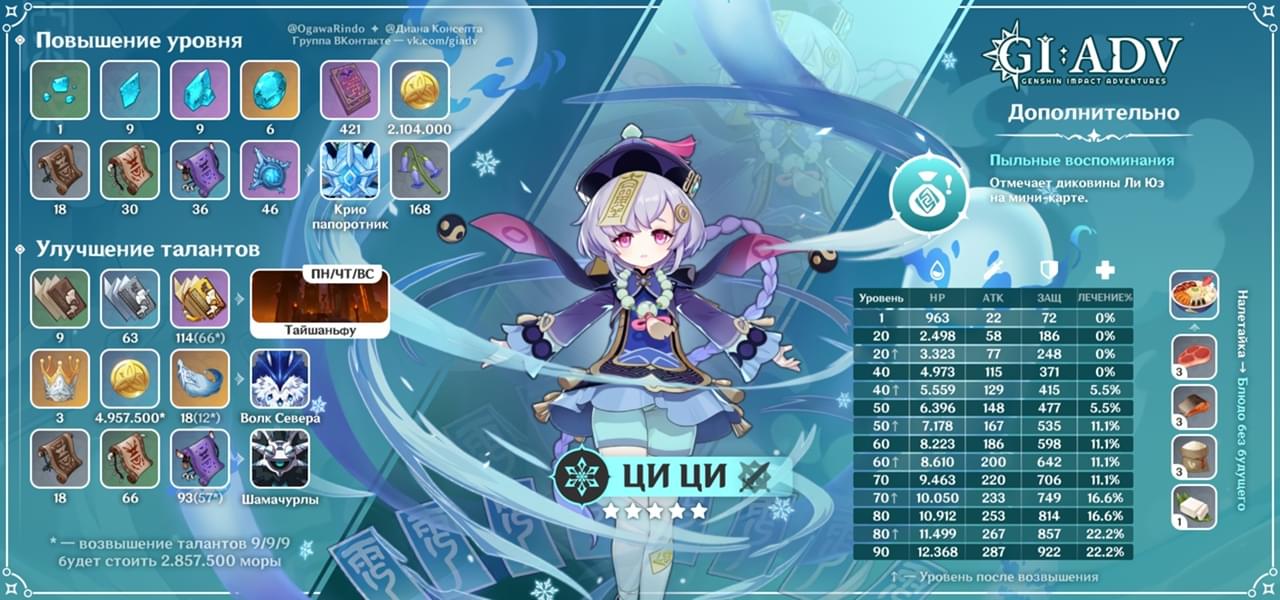 Повышение уровня
@OgawaRindo ✦ @Диана Консепта
Группа ВКонтакте — vk.com/giadv
1 9 9 6 421 2.104.000
18 30 36 46 Крио папоротник 168
Улучшение талантов
9 63 114(66*) ПН/ЧТ/ВС Тайшаньфу
3 4.957.500* 18(12*) Волк Севера
18 66 93(57*) Шамачурлы
* — возвышение талантов 9/9/9
будет стоить 2.857.500 моры
ЦИ ЦИ
GI:ADV
GENSHIN IMPACT ADVENTURES
Дополнительно
Пыльные воспоминания
Отмечает диковины Ли Юэ
на мини-карте.
Уровень HP АТК ЗАЩ ЛЕЧЕНИЕ%
1 963 22 72 0%
20 2.498 58 186 0%
20↑ 3.323 77 248 0%
40 4.973 115 371 0%
40↑ 5.559 129 415 5.5%
50 6.396 148 477 5.5%
50↑ 7.178 167 535 11.1%
60 8.223 186 598 11.1%
60↑ 8.610 200 642 11.1%
70 9.463 220 706 11.1%
70↑ 10.050 233 749 16.6%
80 10.912 253 814 16.6%
80↑ 11.499 267 857 22.2%
90 12.368 287 922 22.2%
↑ — Уровень после возвышения
3
3
3
1
Налетайка → Блюдо без будущего